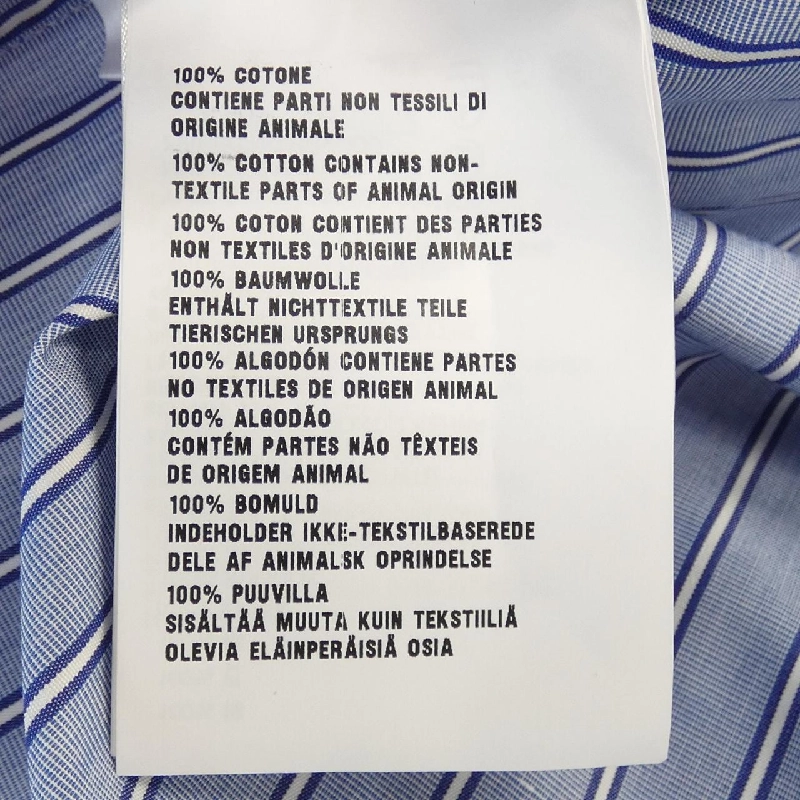 100% COTONE
CONTIENE PARTI NON TESSILI DI
ORIGINE ANIMALE
100% COTTON CONTAINS NON-
TEXTILE PARTS OF ANIMAL ORIGIN
100% COTON CONTIENT DES PARTIES
NON TEXTILES D'ORIGINE ANIMALE
100% BAUMWOLLE
ENTHÄLT NICHTTEXTILE TEILE
TIERISCHEN URSPRUNGS
100% ALGODÓN CONTIENE PARTES
NO TEXTILES DE ORIGEN ANIMAL
100% ALGODÃO
CONTÉM PARTES NÃO TÊXTEIS
DE ORIGEM ANIMAL
100% BOMULD
INDEHOLDER IKKE-TEKSTILBASEREDE
DELE AF ANIMALSK OPRINDELSE
100% PUUVILLA
SISÄLTÄÄ MUUTA KUIN TEKSTIILIÄ
OLEVIA ELÄINPERÄISIÄ OSIA